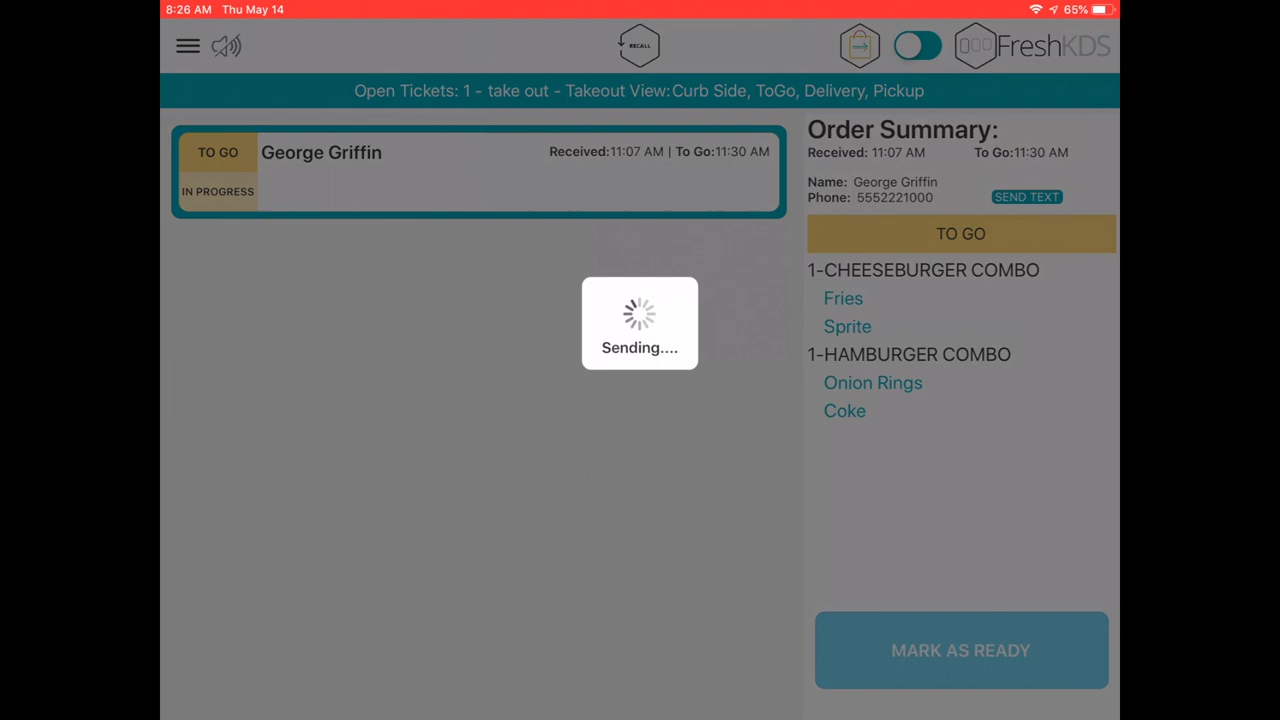 8:26 AM Thu May 14 65%
RECALL
FreshKDS
Open Tickets: 1 - take out - Takeout View:Curb Side, ToGo, Delivery, Pickup
TO GO George Griffin Received:11:07 AM | To Go:11:30 AM
IN PROGRESS
Order Summary:
Received: 11:07 AM To Go:11:30 AM
Name: George Griffin
Phone: 5552221000 SEND TEXT
TO GO
1-CHEESEBURGER COMBO
Fries
Sprite
1-HAMBURGER COMBO
Onion Rings
Coke
Sending....
MARK AS READY